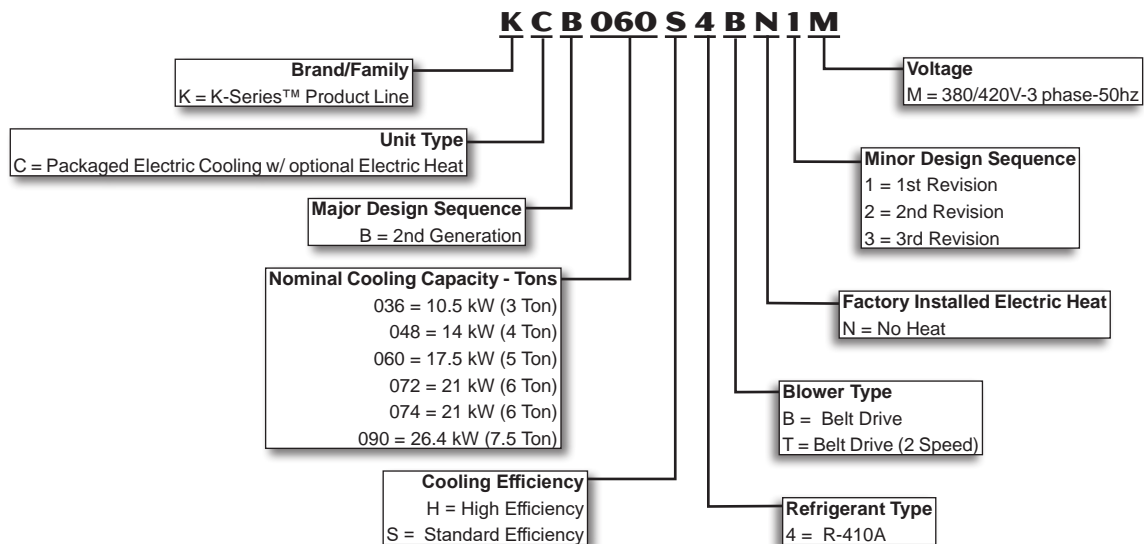 K C B 060 S 4 B N 1 M
Brand/Family
K = K-Series™ Product Line
Unit Type
C = Packaged Electric Cooling w/ optional Electric Heat
Major Design Sequence
B = 2nd Generation
Nominal Cooling Capacity - Tons
036 = 10.5 kW (3 Ton)
048 = 14 kW (4 Ton)
060 = 17.5 kW (5 Ton)
072 = 21 kW (6 Ton)
074 = 21 kW (6 Ton)
090 = 26.4 kW (7.5 Ton)
Cooling Efficiency
H = High Efficiency
S = Standard Efficiency
Voltage
M = 380/420V-3 phase-50hz
Minor Design Sequence
1 = 1st Revision
2 = 2nd Revision
3 = 3rd Revision
Factory Installed Electric Heat
N = No Heat
Blower Type
B = Belt Drive
T = Belt Drive (2 Speed)
Refrigerant Type
4 = R-410A